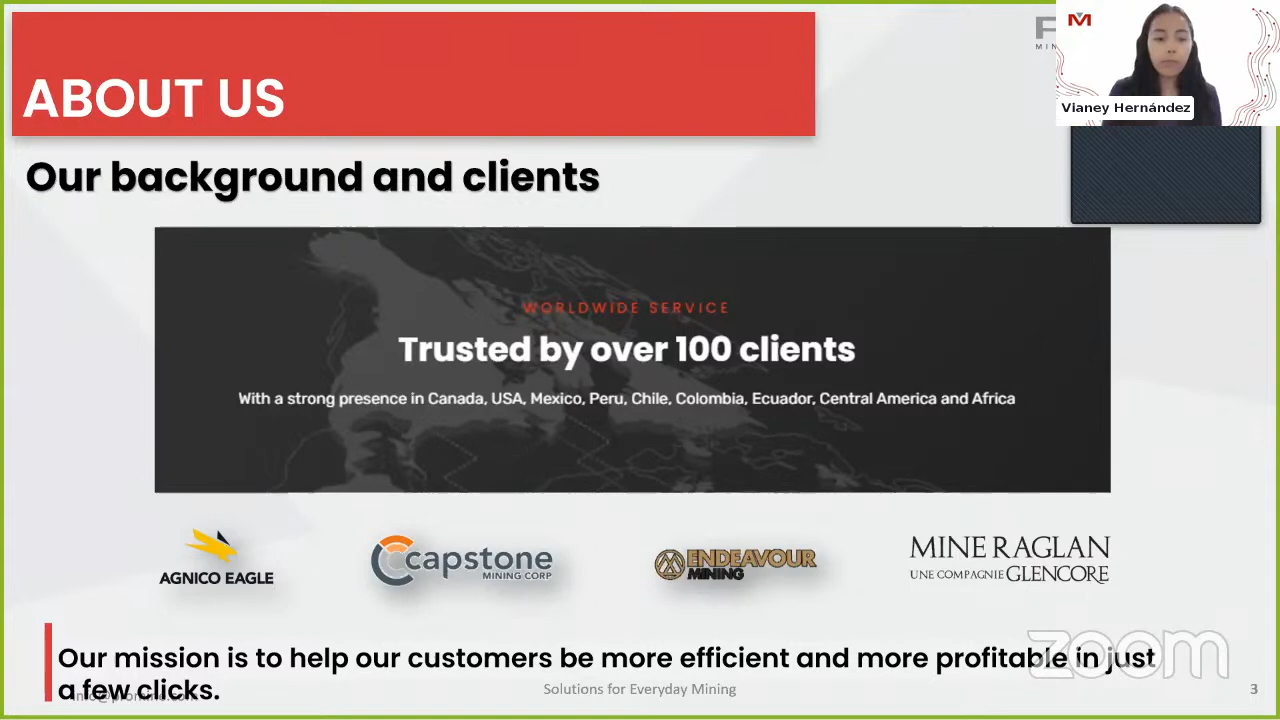 ABOUT US
Vianey Hernández
Our background and clients
WORLDWIDE SERVICE
Trusted by over 100 clients
With a strong presence in Canada, USA, Mexico, Peru, Chile, Colombia, Ecuador, Central America and Africa
AGNICO EAGLE
capstone
MINING CORP
ENDEAVOUR
MINING
MINE RAGLAN
UNE COMPAGNIE GLENCORE
Our mission is to help our customers be more efficient and more profitable in just
a few clicks.
zoom
Solutions for Everyday Mining
3